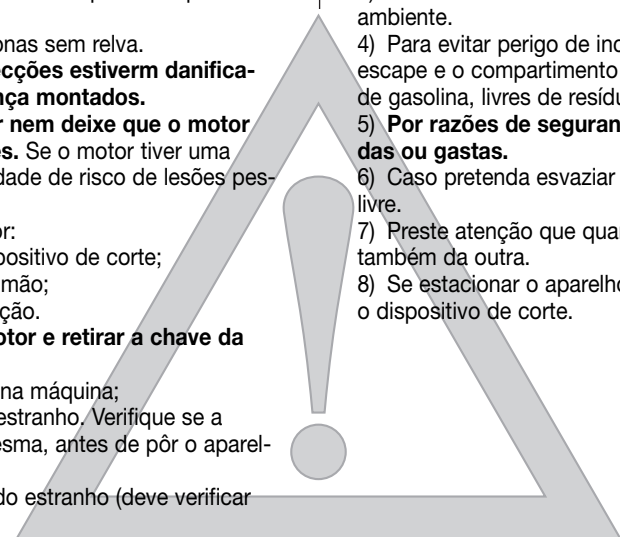 onas sem relva.
ecções estiverm danifica-
nça montados.
r nem deixe que o motor
es. Se o motor tiver uma
dade de risco de lesões pes-
or:
positivo de corte;
mão;
ção.
otor e retirar a chave da
na máquina;
estranho. Verifique se a
esma, antes de pôr o aparel-
do estranho (deve verificar
ambiente.
4) Para evitar perigo de inc
escape e o compartimento
de gasolina, livres de resídu
5) Por razões de seguran
das ou gastas.
6) Caso pretenda esvaziar
livre.
7) Preste atenção que quan
também da outra.
8) Se estacionar o aparelho
o dispositivo de corte.